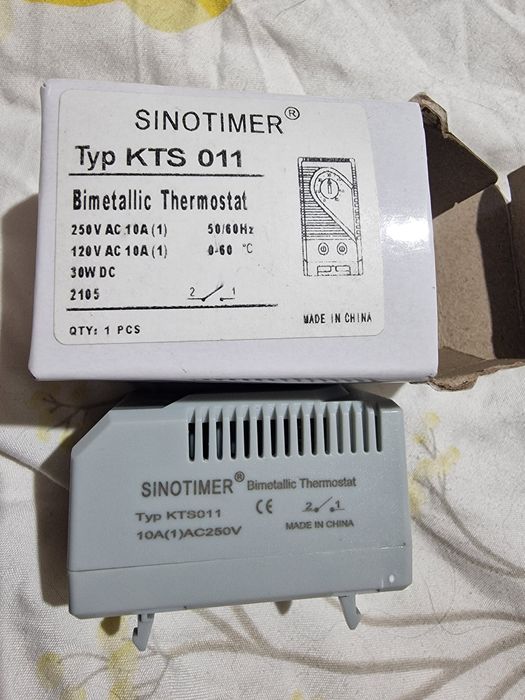 SINOTIMER®
Typ KTS 011
Bimetallic Thermostat
250V AC 10A (1) 50/60Hz
120V AC 10A (1) 0-60 °C
30W DC
2105 2 1
QTY: 1 PCS MADE IN CHINA
SINOTIMER® Bimetallic Thermostat
Typ KTS011 CE 2 1
10A(1)AC250V MADE IN CHINA